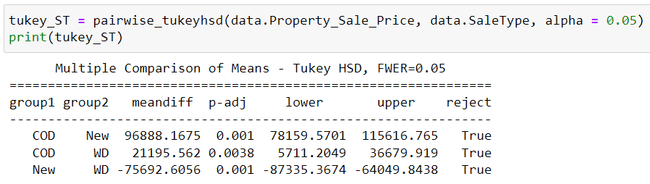 tukey_ST = pairwise_tukeyhsd(data.Property_Sale_Price, data.SaleType, alpha = 0.05)
print(tukey_ST)
Multiple Comparison of Means - Tukey HSD, FWER=0.05
==============================================================
group1 group2 meandiff p-adj lower upper reject
--------------------------------------------------------------
COD New 96888.1675 0.001 78159.5701 115616.765 True
COD WD 21195.562 0.0038 5711.2049 36679.919 True
New WD -75692.6056 0.001 -87335.3674 -64049.8438 True